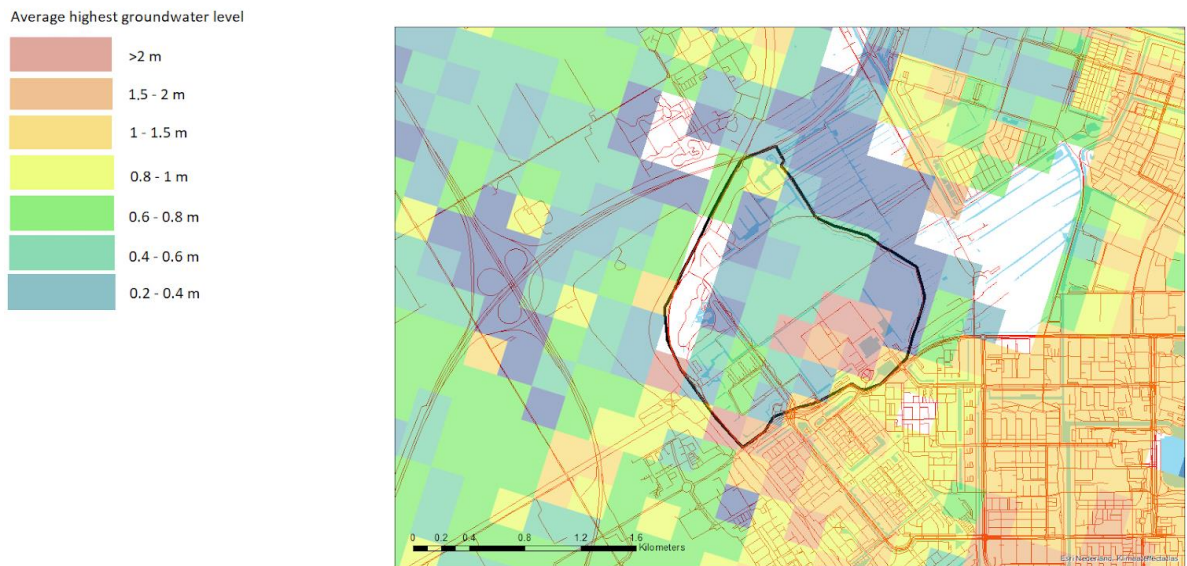 Average highest groundwater level
>2 m
1,5 - 2 m
1 - 1.5 m
0.8 - 1 m
0.6 - 0.8 m
0.4 - 0.6 m
0.2 - 0.4 m
0 0.2 0.4 0.8 1.2 1.6
Kilometers
Esri Nederland, Klimaateffectatlas